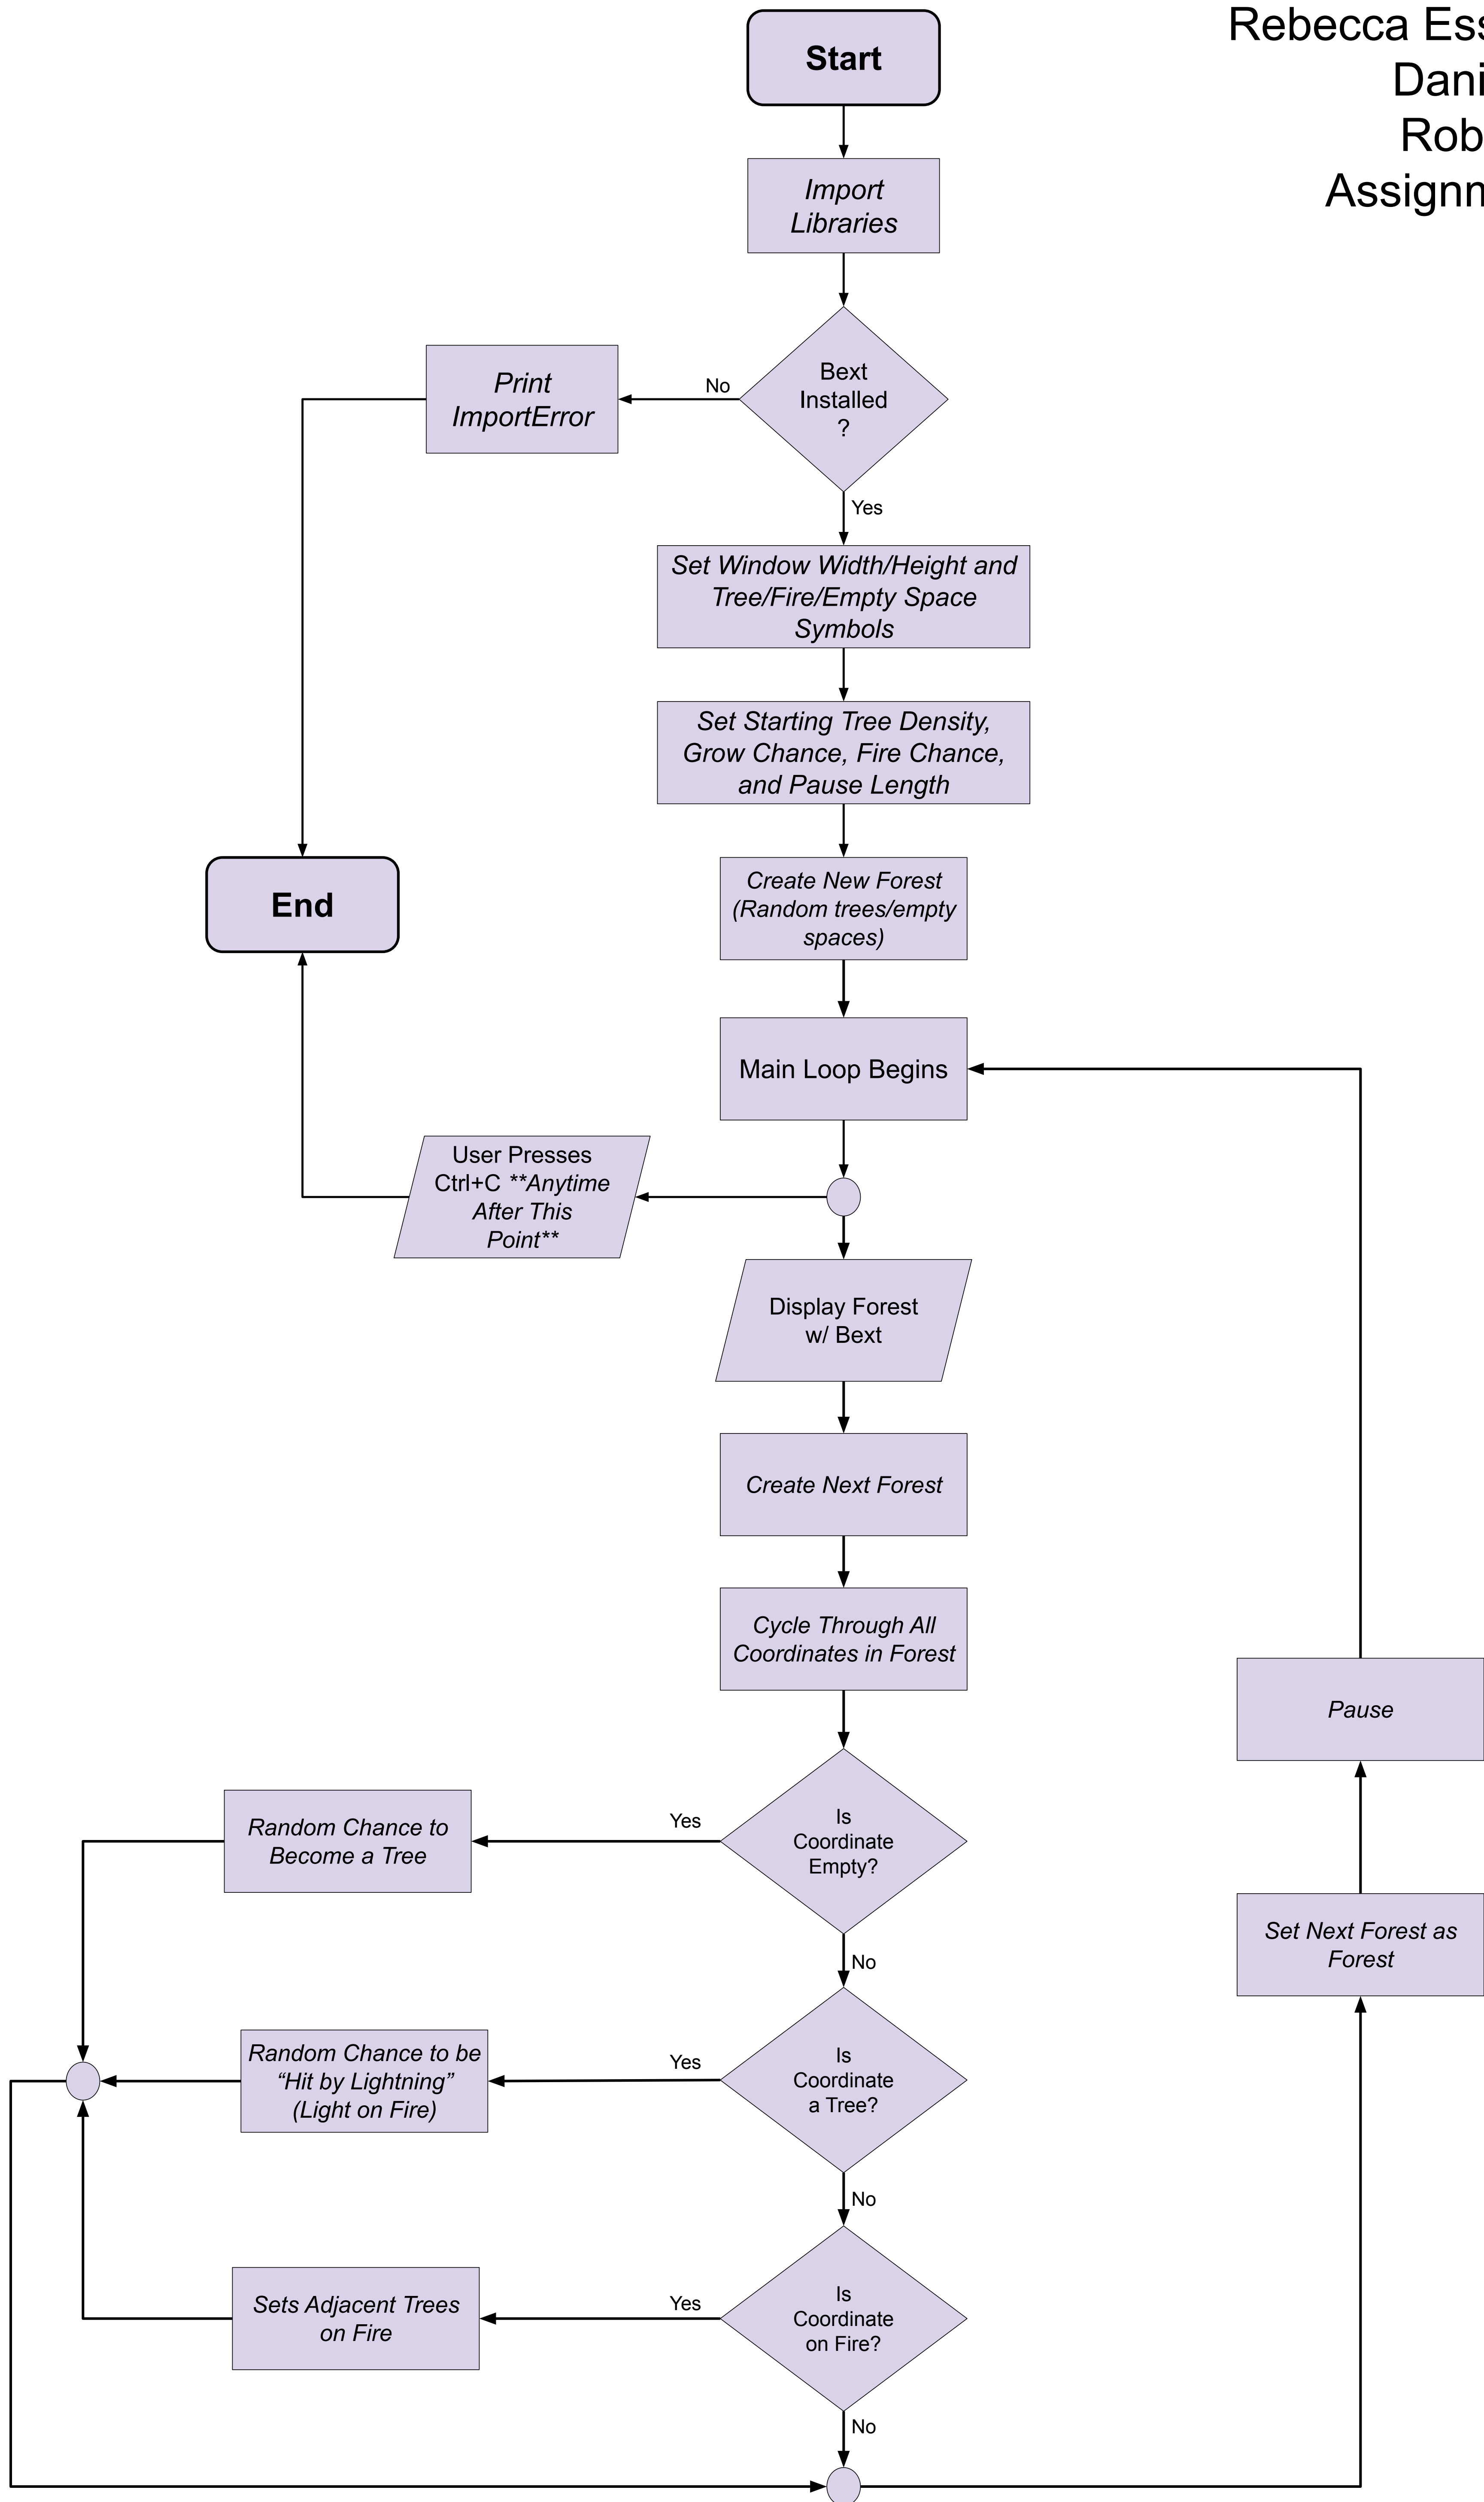 Start
Rebecca Ess
Dani
Rob
Assignm
Import
Libraries
Bext
Installed
?
No
Print
ImportError
Yes
Set Window Width/Height and
Tree/Fire/Empty Space
Symbols
Set Starting Tree Density,
Grow Chance, Fire Chance,
and Pause Length
Create New Forest
(Random trees/empty
spaces)
End
Main Loop Begins
User Presses
Ctrl+C **Anytime
After This
Point**
Display Forest
w/ Bext
Create Next Forest
Cycle Through All
Coordinates in Forest
Pause
Is
Coordinate
Empty?
Yes
Random Chance to
Become a Tree
No
Set Next Forest as
Forest
Is
Coordinate
a Tree?
Yes
Random Chance to be
“Hit by Lightning”
(Light on Fire)
No
Is
Coordinate
on Fire?
Yes
Sets Adjacent Trees
on Fire
No